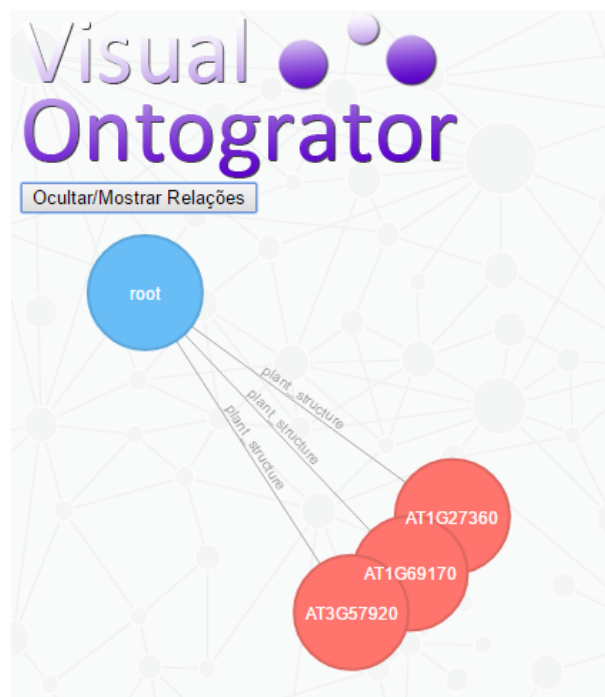 Visual
Ontogrator
Ocultar/Mostrar Relações
root
plant_structure
plant_structure
plant_structure
AT1G27360
AT1G69170
AT3G57920